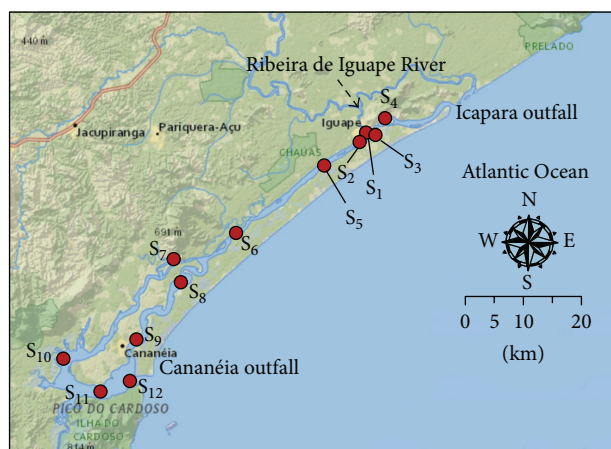 440 m
PRELADO
Ribeira de Iguape River
S4
Iguape
Icapara outfall
Jacupiranga
Pariquera-Açu
S3
CHAUÁS
S2
S1
Atlantic Ocean
S5
N
W
E
S
691 m
S6
S7
S8
0 5 10 20
(km)
S9
Cananéia
S10
Cananéia outfall
S12
S11
PICO DO CARDOSO
ILHA DO
CARDOSO
814 m